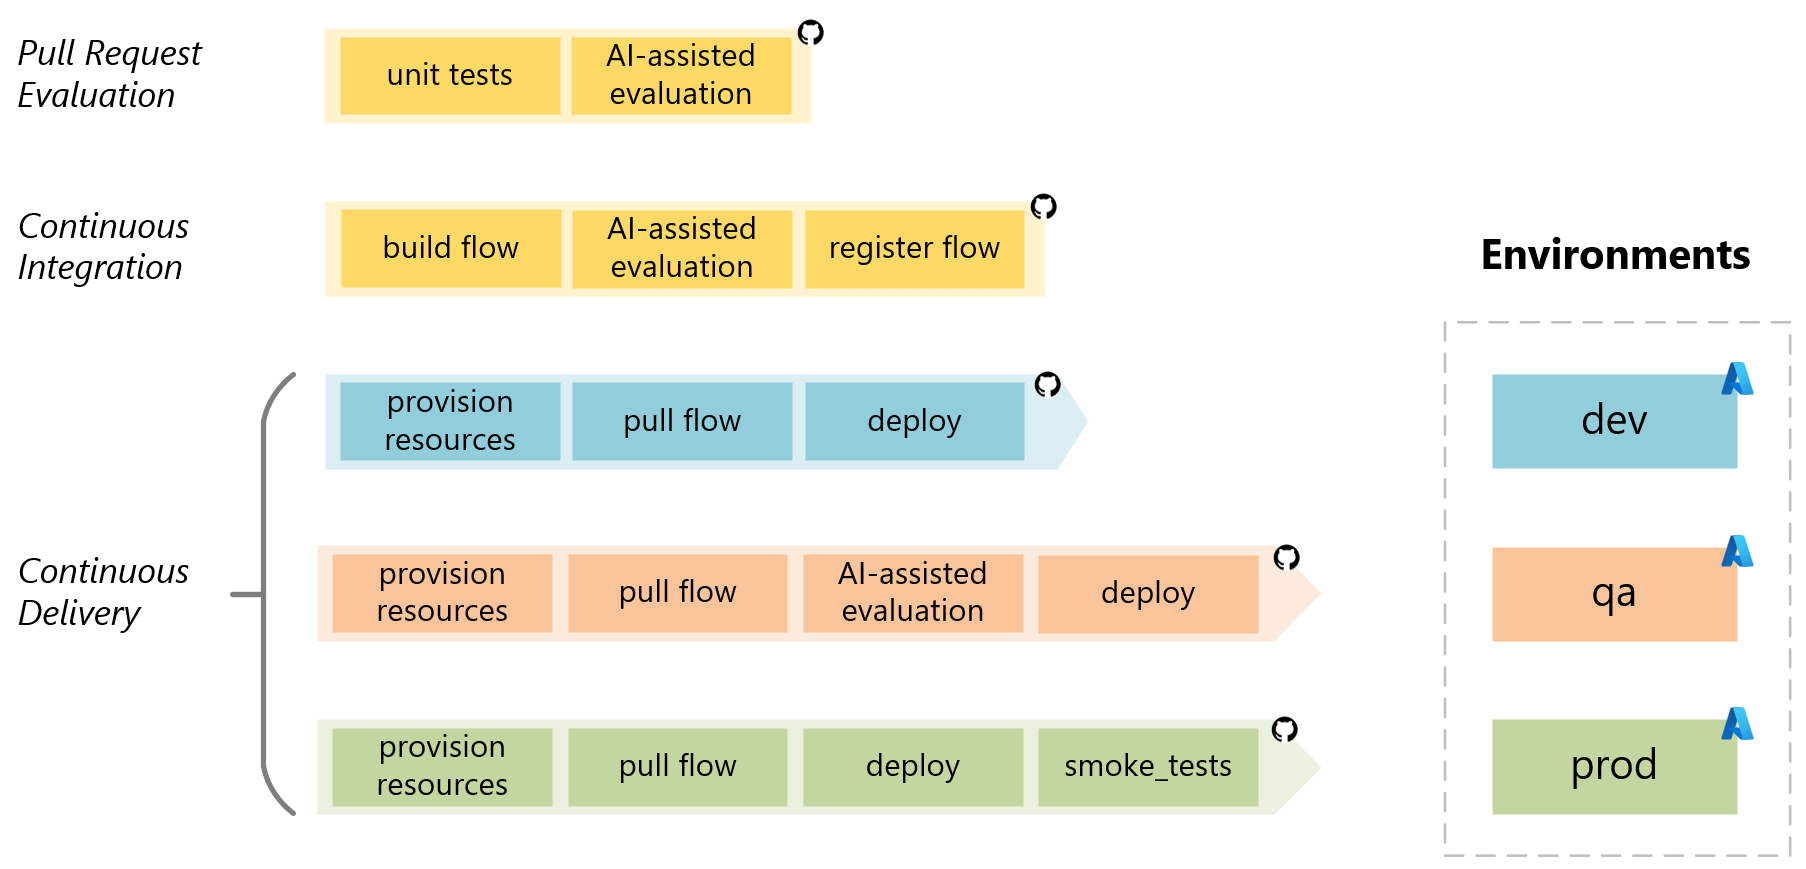 Pull Request
Evaluation
unit tests
AI-assisted
evaluation
Continuous
Integration
build flow
AI-assisted
evaluation
register flow
Environments
Continuous
Delivery
provision
resources
pull flow
deploy
dev
provision
resources
pull flow
AI-assisted
evaluation
deploy
qa
provision
resources
pull flow
deploy
smoke_tests
prod